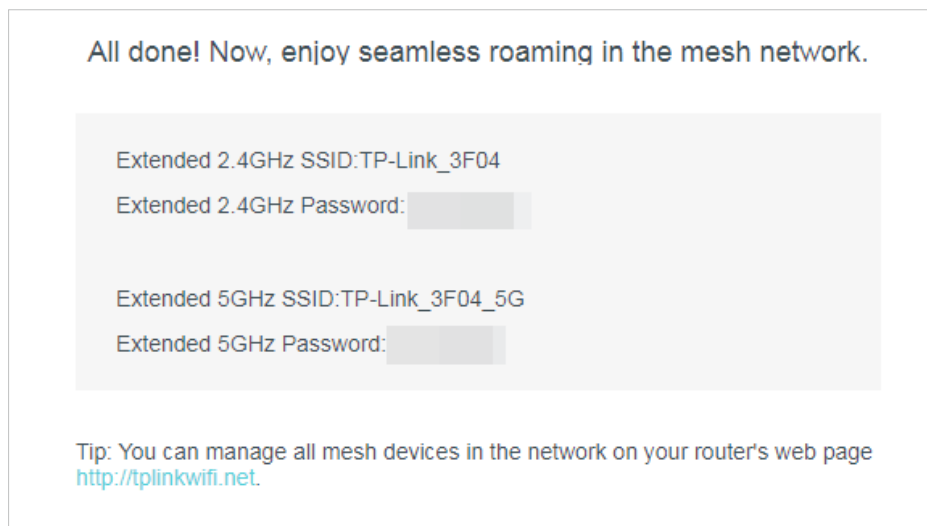 All done! Now, enjoy seamless roaming in the mesh network.
Extended 2.4GHz SSID:TP-Link_3F04
Extended 2.4GHz Password:
Extended 5GHz SSID:TP-Link_3F04_5G
Extended 5GHz Password:
Tip: You can manage all mesh devices in the network on your router's web page
http://tplinkwifi.net.